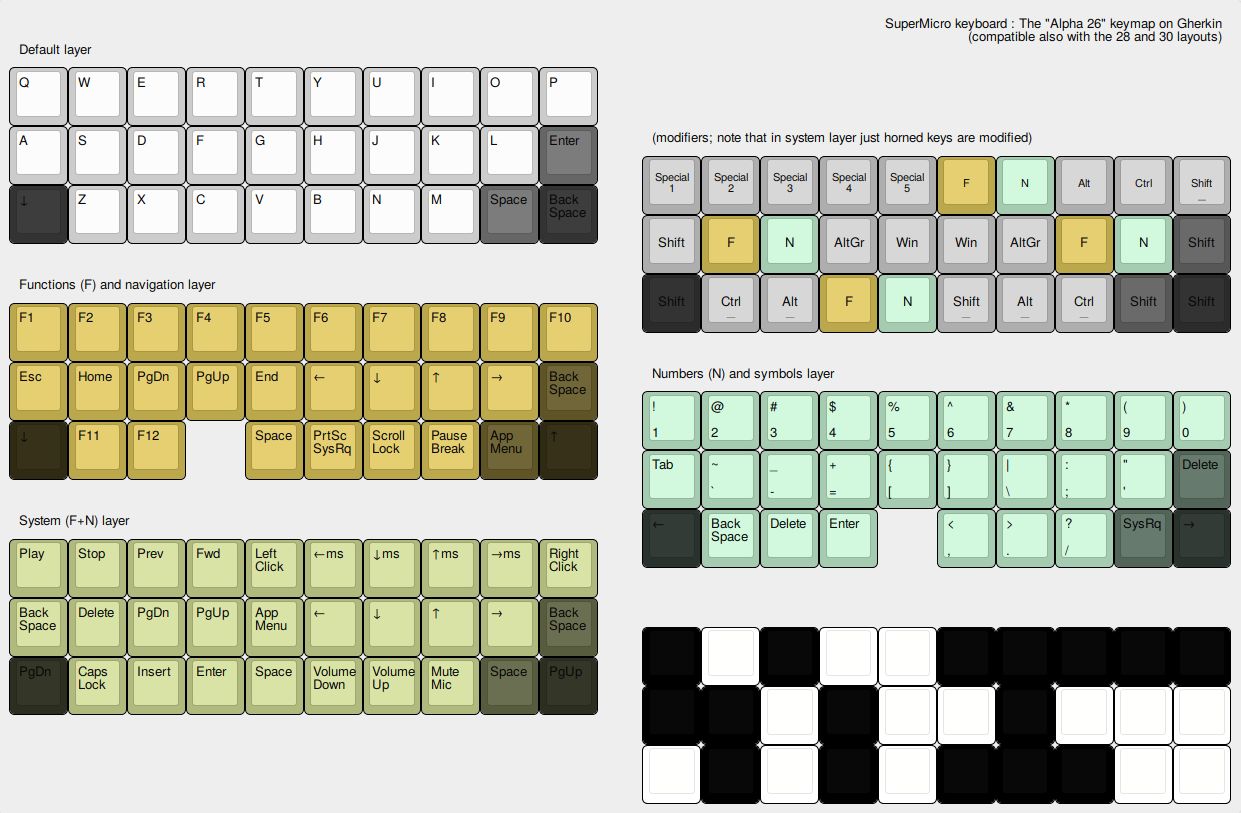 SuperMicro keyboard : The "Alpha 26" keymap on Gherkin
(compatible also with the 28 and 30 layouts)
Default layer
Q W E R T Y U I O P
A S D F G H J K L Enter
↓ Z X C V B N M Space Back
Space
(modifiers; note that in system layer just horned keys are modified)
Special Special Special Special Special F N Alt Ctrl Shift
1 2 3 4 5 _
Shift F N AltGr Win Win AltGr F N Shift
Shift Ctrl Alt F N Shift Alt Ctrl Shift Shift
_ _ _ _ _
Functions (F) and navigation layer
F1 F2 F3 F4 F5 F6 F7 F8 F9 F10
Esc Home PgDn PgUp End ← ↓ ↑ → Back
Space
↓ F11 F12 Space PrtSc Scroll Pause App ↑
SysRq Lock Break Menu
Numbers (N) and symbols layer
! @ # $ % ^ & * ( )
1 2 3 4 5 6 7 8 9 0
Tab ~ _ + { } | : " Delete
` - = [ ] \ ; '
← Back Delete Enter < > ? SysRq →
Space , . /
System (F+N) layer
Play Stop Prev Fwd Left ←ms ↓ms ↑ms →ms Right
Click Click
Back Delete PgDn PgUp App ← ↓ ↑ → Back
Space Menu Space
PgDn Caps Insert Enter Space Volume Volume Mute Space PgUp
Lock Down Up Mic